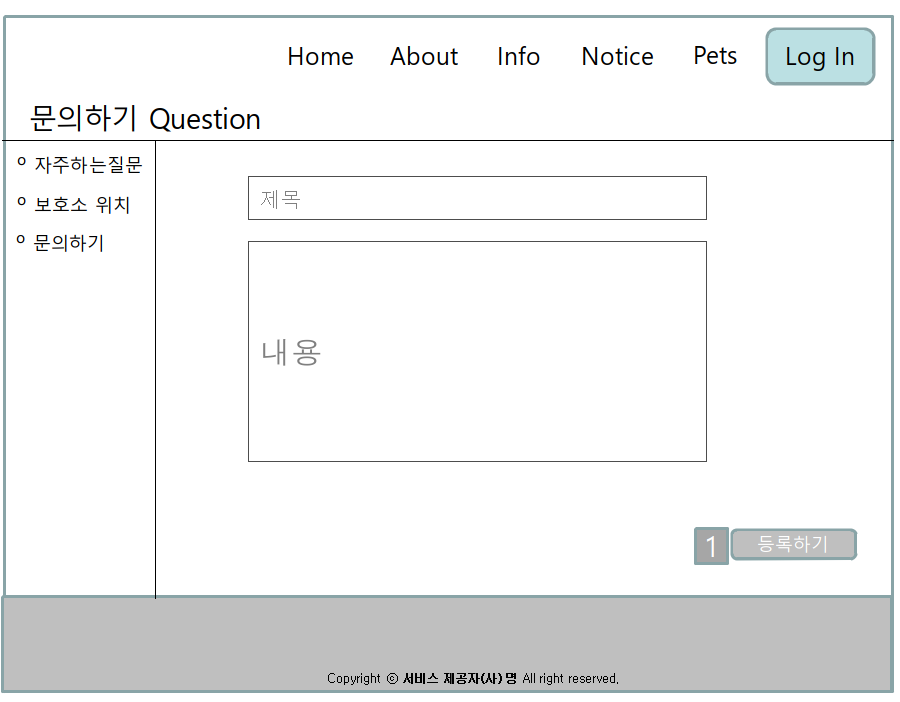 Home About Info Notice Pets Log In
문의하기 Question
o 자주하는질문
o 보호소 위치
o 문의하기
제목
내용
1 등록하기
Copyright ⓒ 서비스 제공자(사) 명 All right reserved.